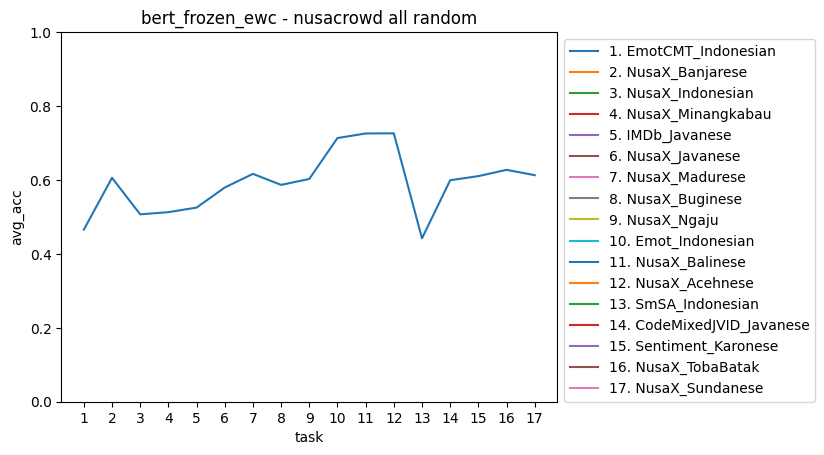 bert_frozen_ewc - nusacrowd all random
avg_acc
1.0
0.8
0.6
0.4
0.2
0.0
1 2 3 4 5 6 7 8 9 10 11 12 13 14 15 16 17
task
1. EmotCMT_Indonesian
2. NusaX_Banjarese
3. NusaX_Indonesian
4. NusaX_Minangkabau
5. IMDb_Javanese
6. NusaX_Javanese
7. NusaX_Madurese
8. NusaX_Buginese
9. NusaX_Ngaju
10. Emot_Indonesian
11. NusaX_Balinese
12. NusaX_Acehnese
13. SmSA_Indonesian
14. CodeMixedJVID_Javanese
15. Sentiment_Karonese
16. NusaX_TobaBatak
17. NusaX_Sundanese